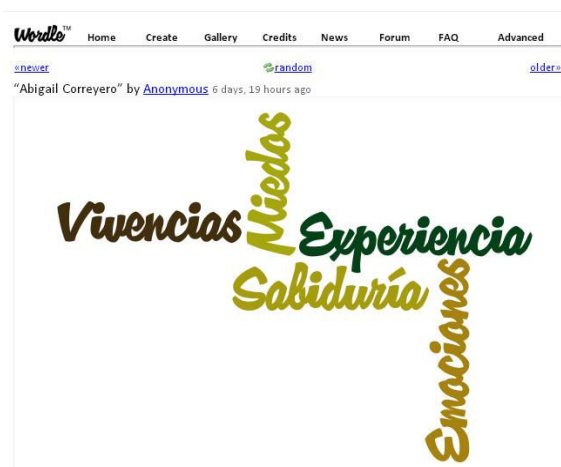 Wordle™ Home Create Gallery Credits News Forum FAQ Advanced
«newer random older»
“Abigail Correyero” by Anonymous 6 days, 19 hours ago
Miedos
Vivencias
Experiencia
Sabiduría
Emociones